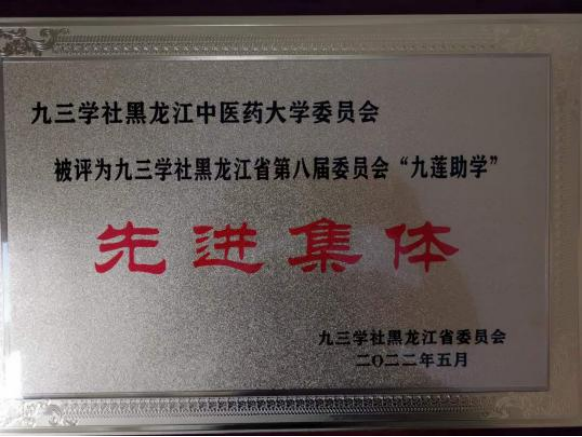 九三学社黑龙江中医药大学委员会
被评为九三学社黑龙江省第八届委员会“九莲助学”
先进集体
九三学社黑龙江省委员会
二〇二二年五月